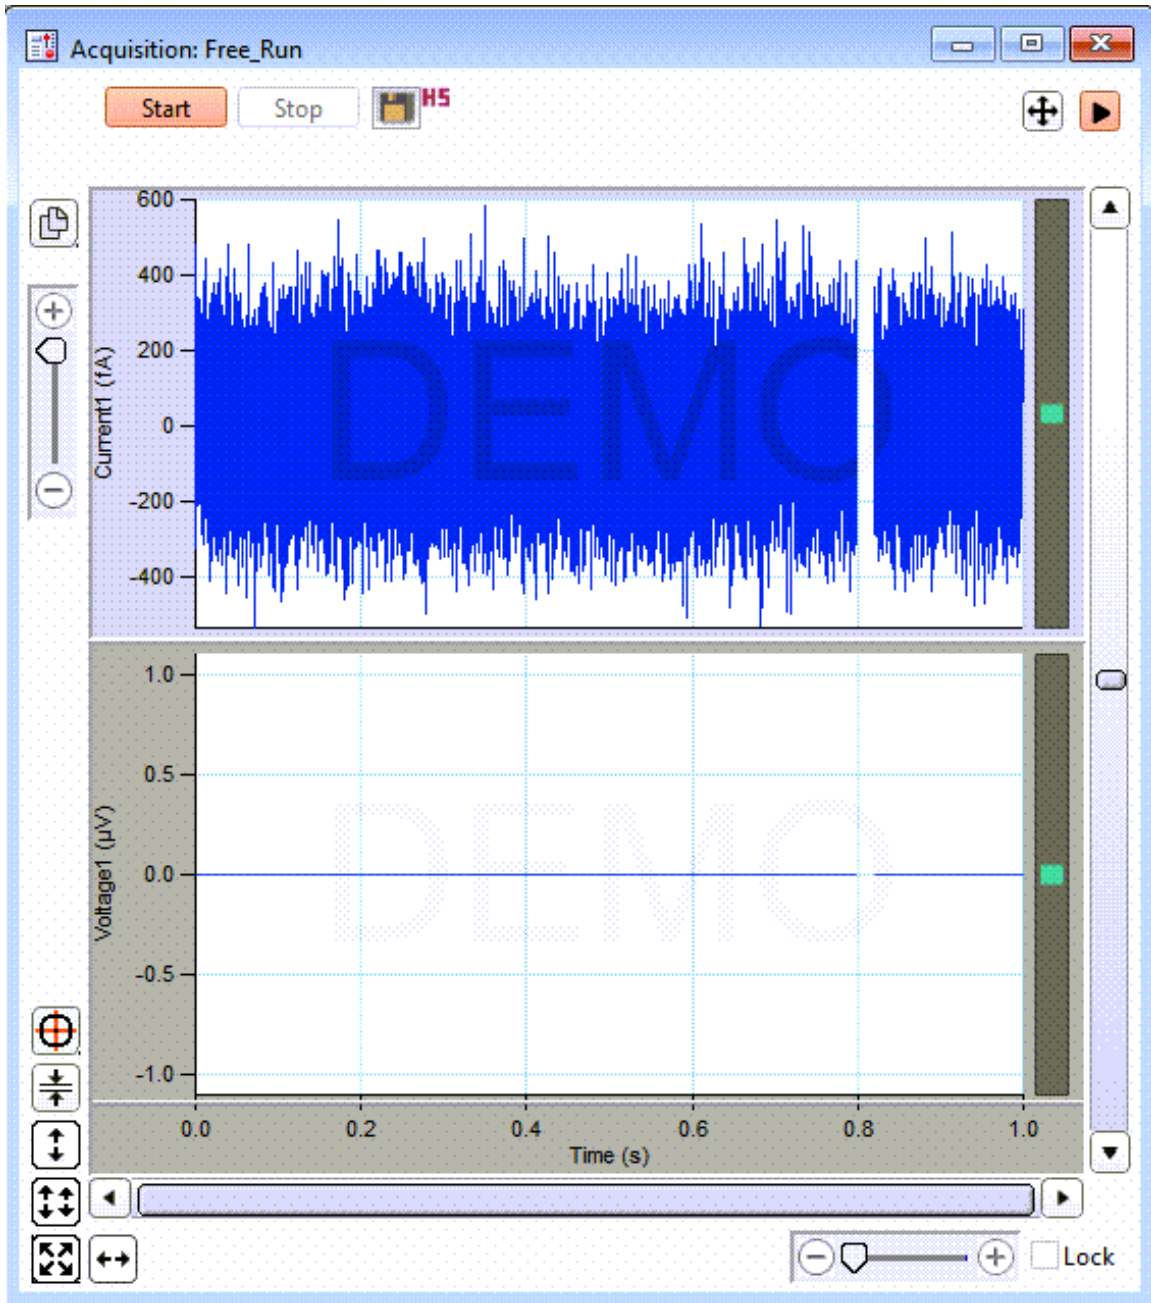 Acquisition: Free_Run
Start
Stop
H5
600
400
200
0
-200
-400
Current1 (fA)
DEMO
1.0
0.5
0.0
-0.5
-1.0
Voltage1 (µV)
DEMO
0.0 0.2 0.4 0.6 0.8 1.0
Time (s)
Lock